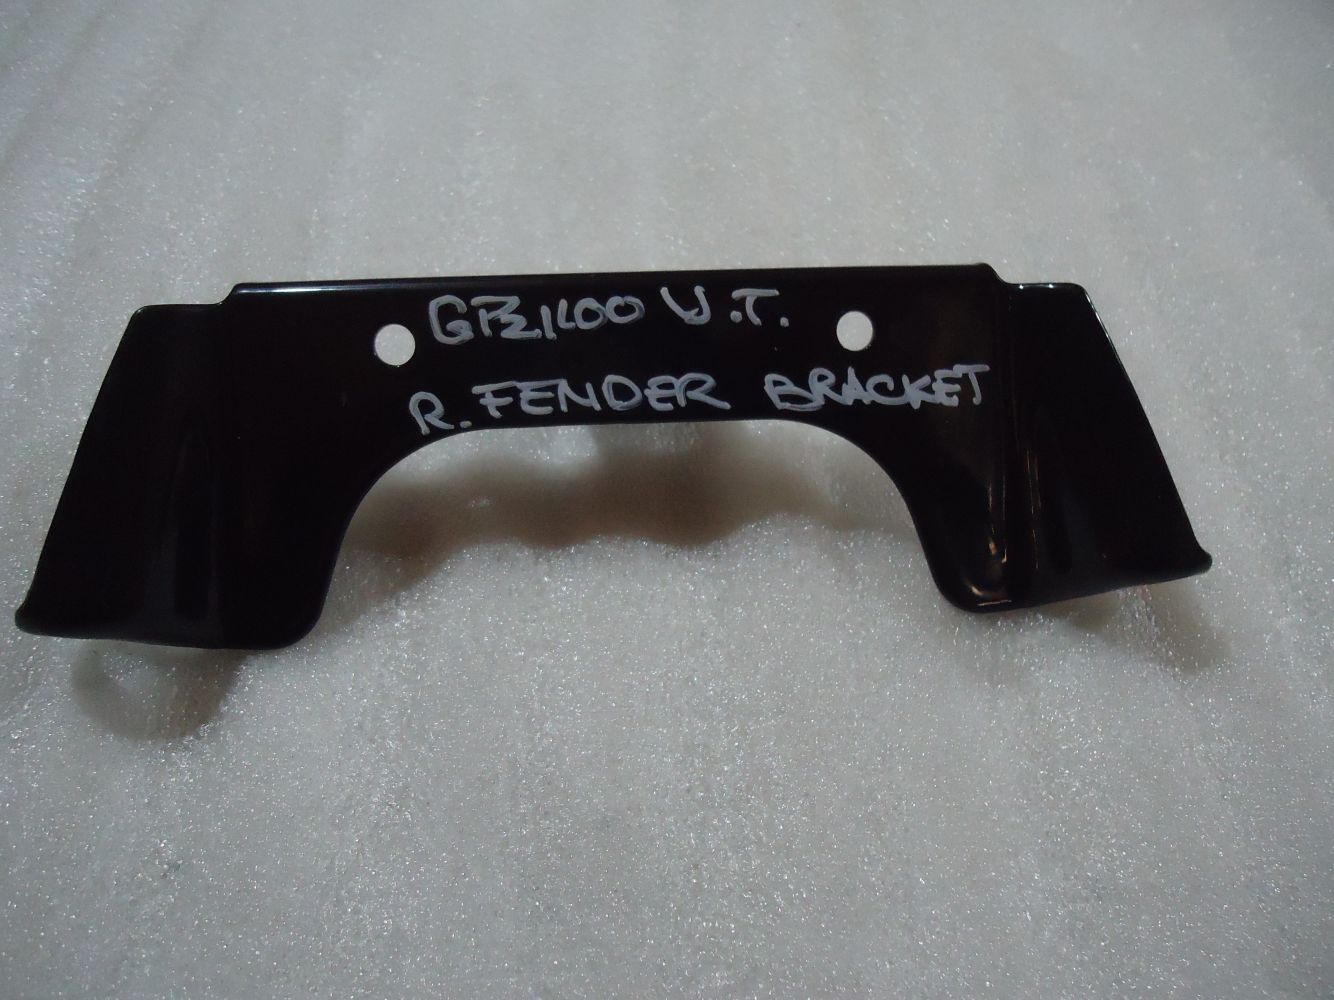 GPZ1100 U.T.
R. FENDER BRACKET